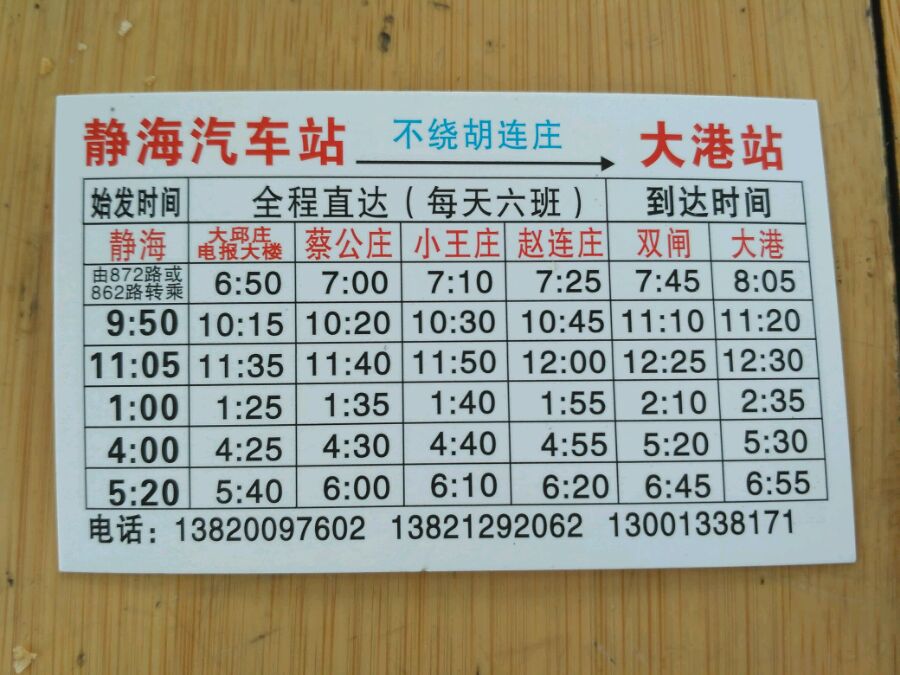 静海汽车站 不绕胡连庄 大港站
始发时间 全程直达（每天六班） 到达时间
静海 大邱庄电报大楼 蔡公庄 小王庄 赵连庄 双闸 大港
由872路或862路转乘 6:50 7:00 7:10 7:25 7:45 8:05
9:50 10:15 10:20 10:30 10:45 11:10 11:20
11:05 11:35 11:40 11:50 12:00 12:25 12:30
1:00 1:25 1:35 1:40 1:55 2:10 2:35
4:00 4:25 4:30 4:40 4:55 5:20 5:30
5:20 5:40 6:00 6:10 6:20 6:45 6:55
电话：13820097602 13821292062 13001338171